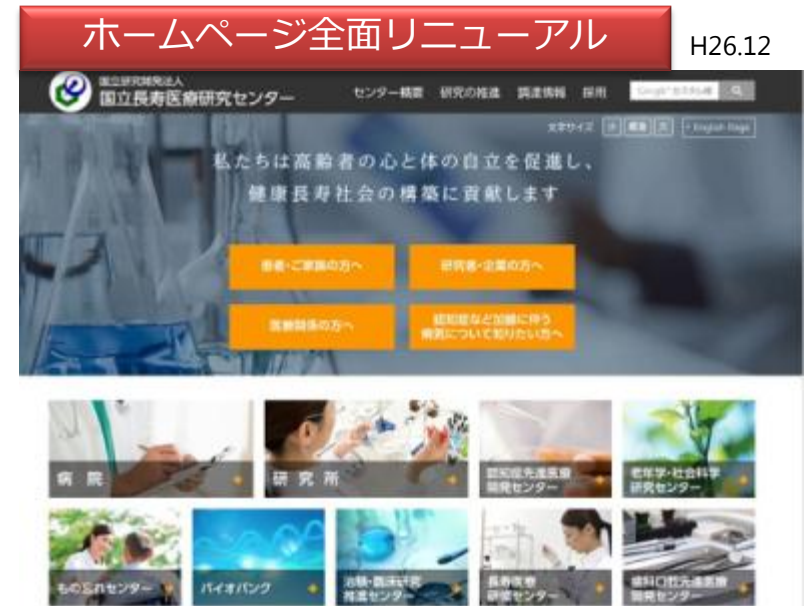 ホームページ全面リニューアル
H26.12
国立研究開発法人
国立長寿医療研究センター
センター概要 研究の推進 調達情報 採用
文字サイズ 小 標準 大 English Page
私たちは高齢者の心と体の自立を促進し、
健康長寿社会の構築に貢献します
患者・ご家族の方へ
研究者・企業の方へ
医療関係の方へ
認知症など加齢に伴う
病気について知りたい方へ
病院
研究所
認知症先進医療
開発センター
老年学・社会科学
研究センター
もの忘れセンター
バイオバンク
治験・臨床研究
推進センター
長寿医療
研修センター
歯科口腔先進医療
開発センター